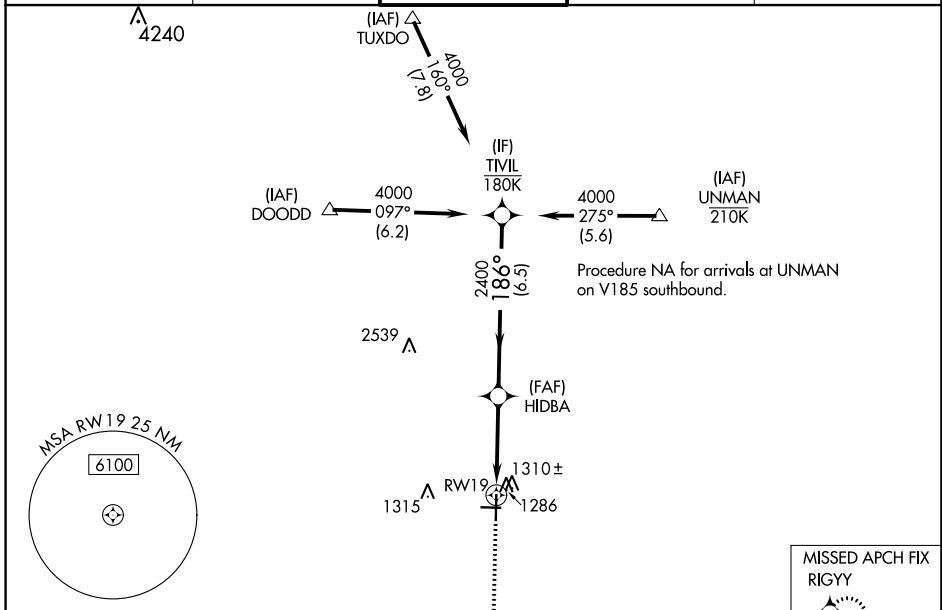 4240
(IAF)
TUXDO
4000
160°
(7.8)
(IF)
TIVIL
180K
(IAF)
DOODD
4000
097°
(6.2)
4000
275°
(5.6)
(IAF)
UNMAN
210K
2400
186°
(6.5)
Procedure NA for arrivals at UNMAN
on V185 southbound.
2539
(FAF)
HIDBA
MSA RW19 25 NM
6100
1310±
RW19
1315
1286
MISSED APCH FIX
RIGYY